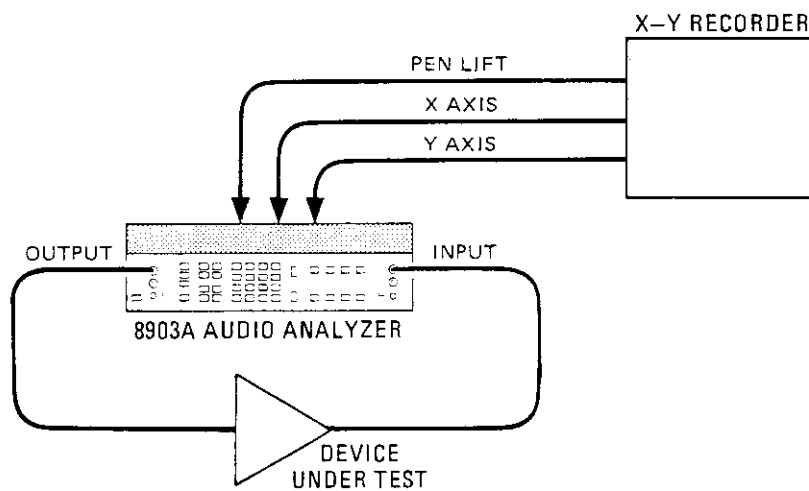 X–Y RECORDER
PEN LIFT
X AXIS
Y AXIS
OUTPUT
INPUT
8903A AUDIO ANALYZER
DEVICE
UNDER TEST